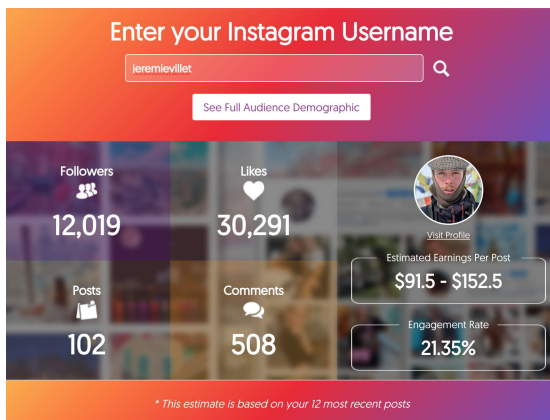 Enter your Instagram Username
jeremievillet
See Full Audience Demographic
Followers
12,019
Likes
30,291
Posts
102
Comments
508
Visit Profile
Estimated Earnings Per Post
$91.5 - $152.5
Engagement Rate
21.35%
* This estimate is based on your 12 most recent posts